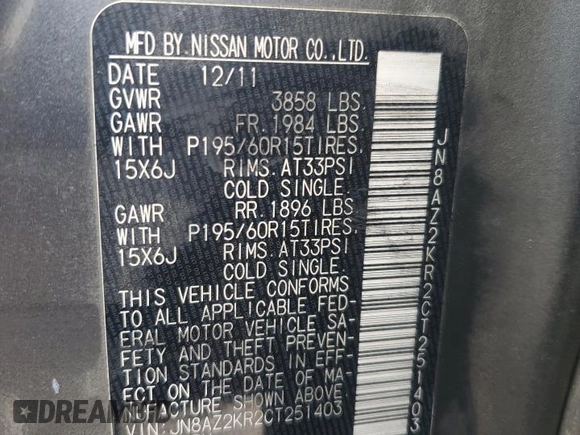 MFD BY.NISSAN MOTOR CO.,LTD.
DATE 12/11
GVWR 3858 LBS.
GAWR FR.1984 LBS.
WITH P195/60R15TIRES.
15X6J RIMS.AT33PSI
COLD SINGLE.
GAWR RR.1896 LBS
WITH P195/60R15TIRES.
15X6J RIMS.AT33PSI
COLD SINGLE.
THIS VEHICLE CONFORMS
TO ALL APPLICABLE FED-
ERAL MOTOR VEHICLE SA-
FETY AND THEFT PREVEN-
TION STANDARDS IN EFF-
ECT ON THE DATE OF MA-
NUFACTURE SHOWN ABOVE.
VIN:JN8AZ2KR2CT251403
JN8AZ2KR2CT251403